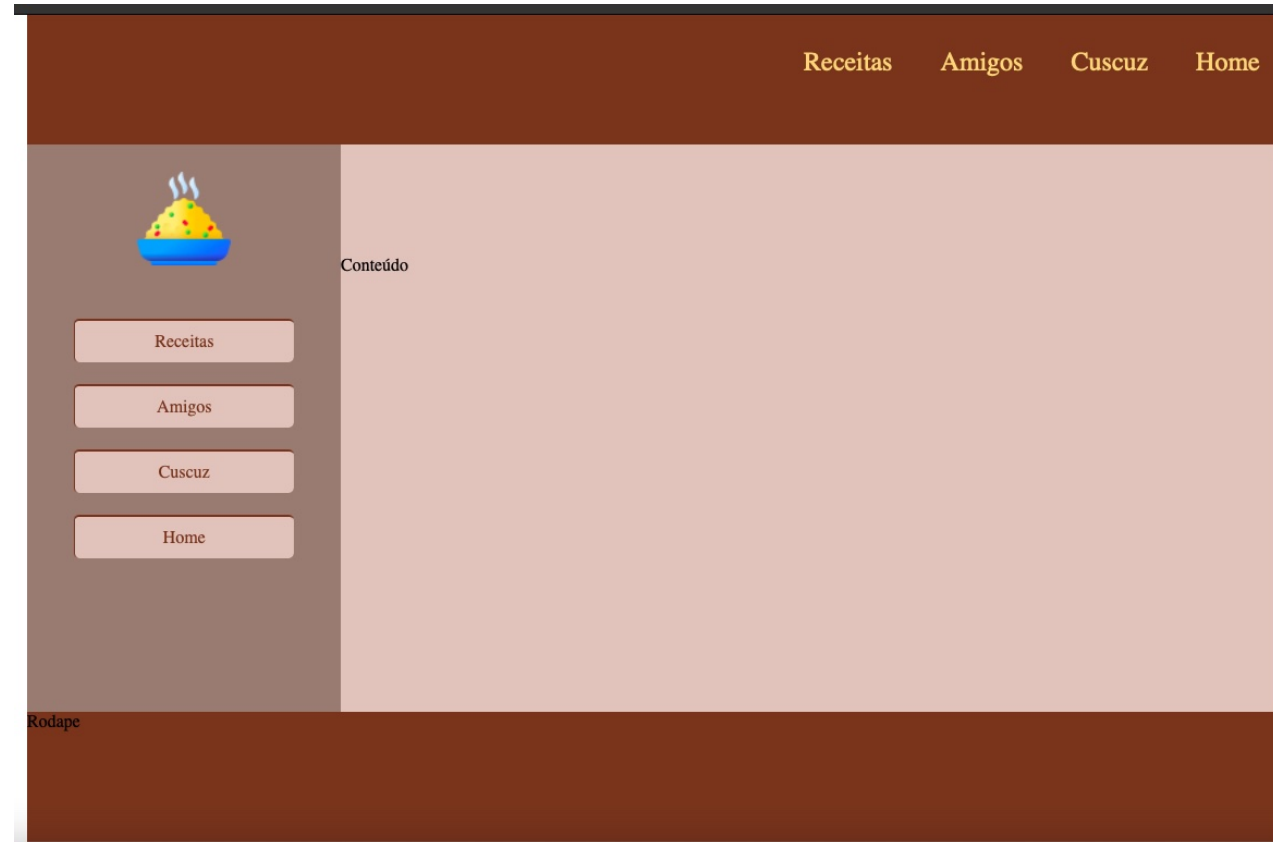 Receitas Amigos Cuscuz Home
Conteúdo
Receitas
Amigos
Cuscuz
Home
Rodape